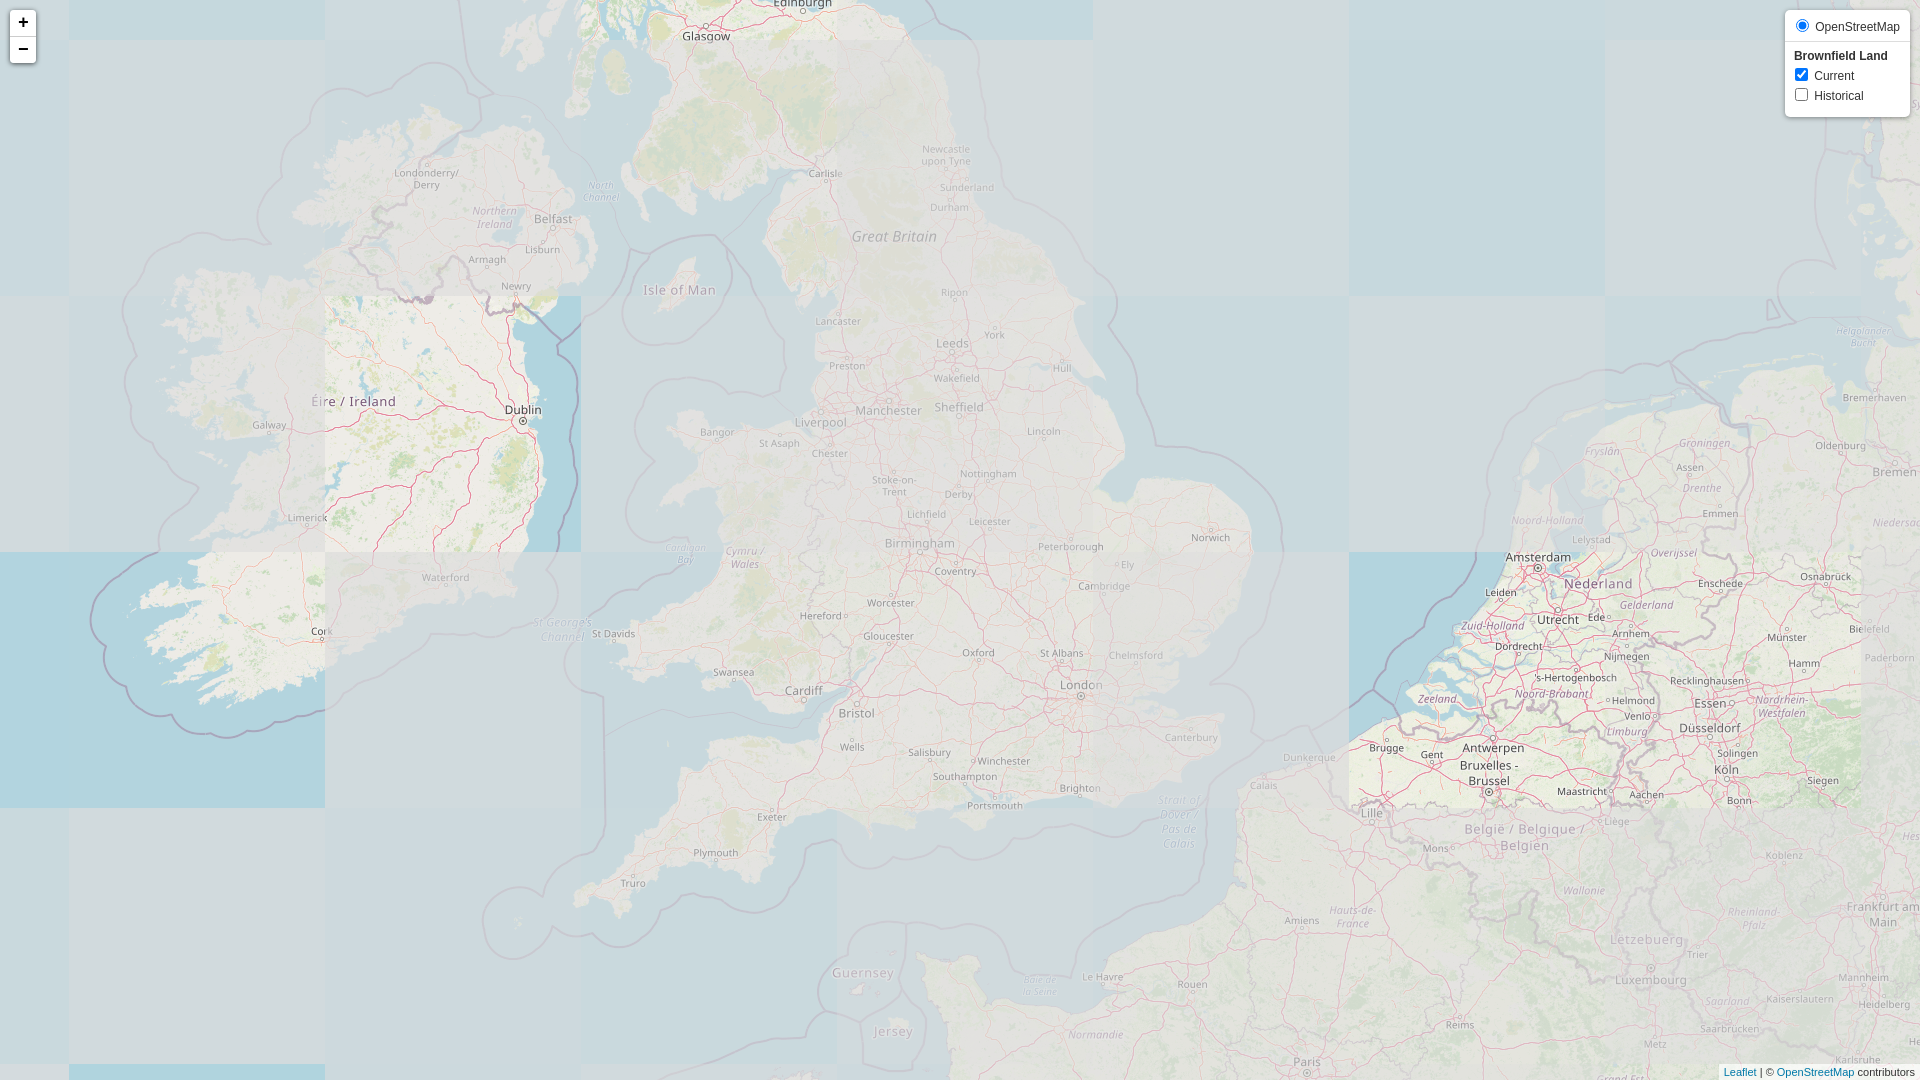 +
−
OpenStreetMap
Brownfield Land
Current
Historical
Edinburgh
Glasgow
Newcastle
upon Tyne
Londonderry/
Derry
Carlisle
Sunderland
North
Channel
Durham
Northern
Ireland
Belfast
Great Britain
Lisburn
Armagh
Newry
Isle of Man
Ripon
Lancaster
York
Leeds
Helgoländer
Bucht
Preston
Hull
Wakefield
Éire / Ireland
Dublin
Manchester
Sheffield
Bremerhaven
Liverpool
Galway
Bangor
St Asaph
Lincoln
Groningen
Oldenburg
Chester
Fryslân
Assen
Bremen
Stoke-on-
Trent
Nottingham
Derby
Drenthe
Limerick
Lichfield
Leicester
Norwich
Noord-Holland
Emmen
Niedersac
Birmingham
Peterborough
Lelystad
Cardigan
Bay
Cymru /
Wales
Amsterdam
Overijssel
Coventry
Ely
Waterford
Cambridge
Nederland
Enschede
Osnabrück
Leiden
Worcester
Gelderland
Hereford
Utrecht
Ede
St George's
Channel
Cork
St Davids
Gloucester
Zuid-Holland
Arnhem
Münster
Bielefeld
Oxford
St Albans
Chelmsford
Dordrecht
Nijmegen
Hamm
Paderborn
Swansea
Cardiff
London
's-Hertogenbosch
Recklinghausen
Zeeland
Noord-Brabant
Helmond
Essen
Nordrhein-
Westfalen
Bristol
Venlo
Düsseldorf
Limburg
Wells
Canterbury
Brugge
Gent
Antwerpen
Solingen
Salisbury
Winchester
Dunkerque
Bruxelles -
Brussel
Köln
Southampton
Calais
Brighton
Maastricht
Aachen
Siegen
Portsmouth
Strait of
Dover /
Pas de
Calais
Bonn
Exeter
Lille
Liège
België / Belgique /
Belgien
Mons
Plymouth
Koblenz
Truro
Wallonie
Hauts-de-
France
Amiens
Rheinland-
Pfalz
Frankfurt am
Main
Lëtzebuerg
Trier
Guernsey
Le Havre
Baie de
la Seine
Rouen
Luxembourg
Mannheim
Kaiserslautern
Saarland
Heidelberg
Jersey
Normandie
Reims
Saarbrücken
Metz
Paris
Karlsruhe
Grand Est
Leaflet | © OpenStreetMap contributors